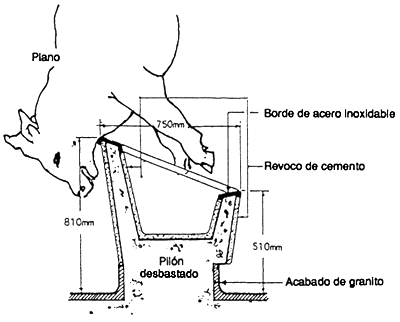 Plano
750mm
Borde de acero inoxidable
Revoco de cemento
810mm
Pilón
desbastado
510mm
Acabado de granito